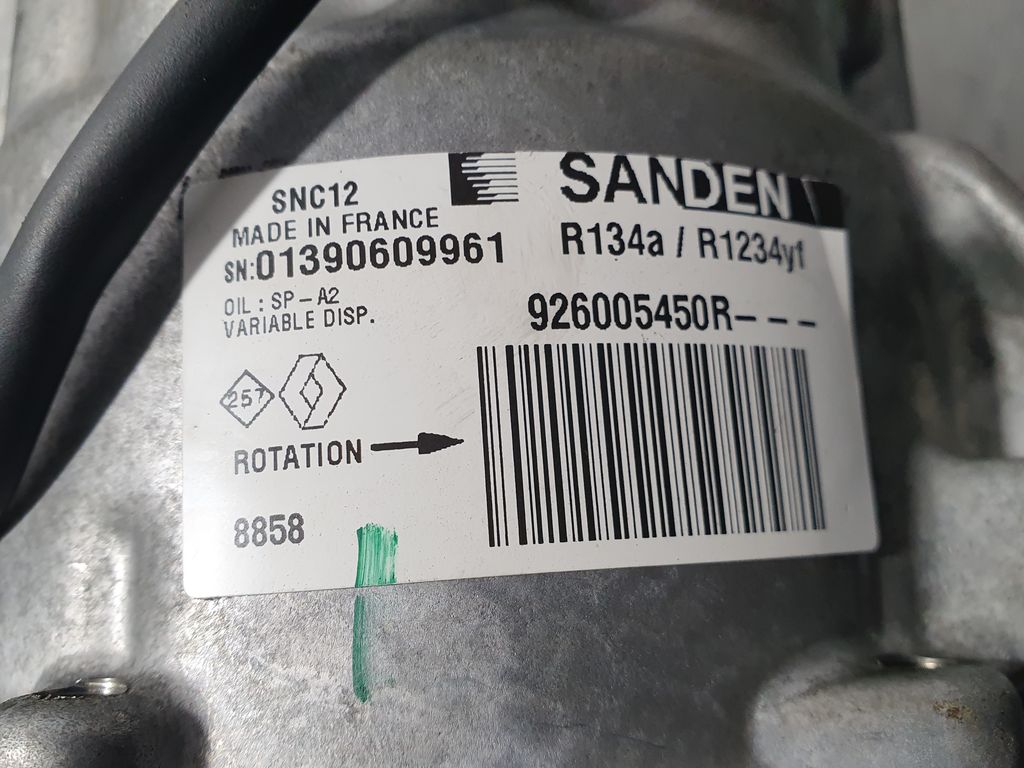 SNC12
MADE IN FRANCE
SN:01390609961
OIL : SP-A2
VARIABLE DISP.
SANDEN
R134a / R1234yf
926005450R---
257
ROTATION
8858